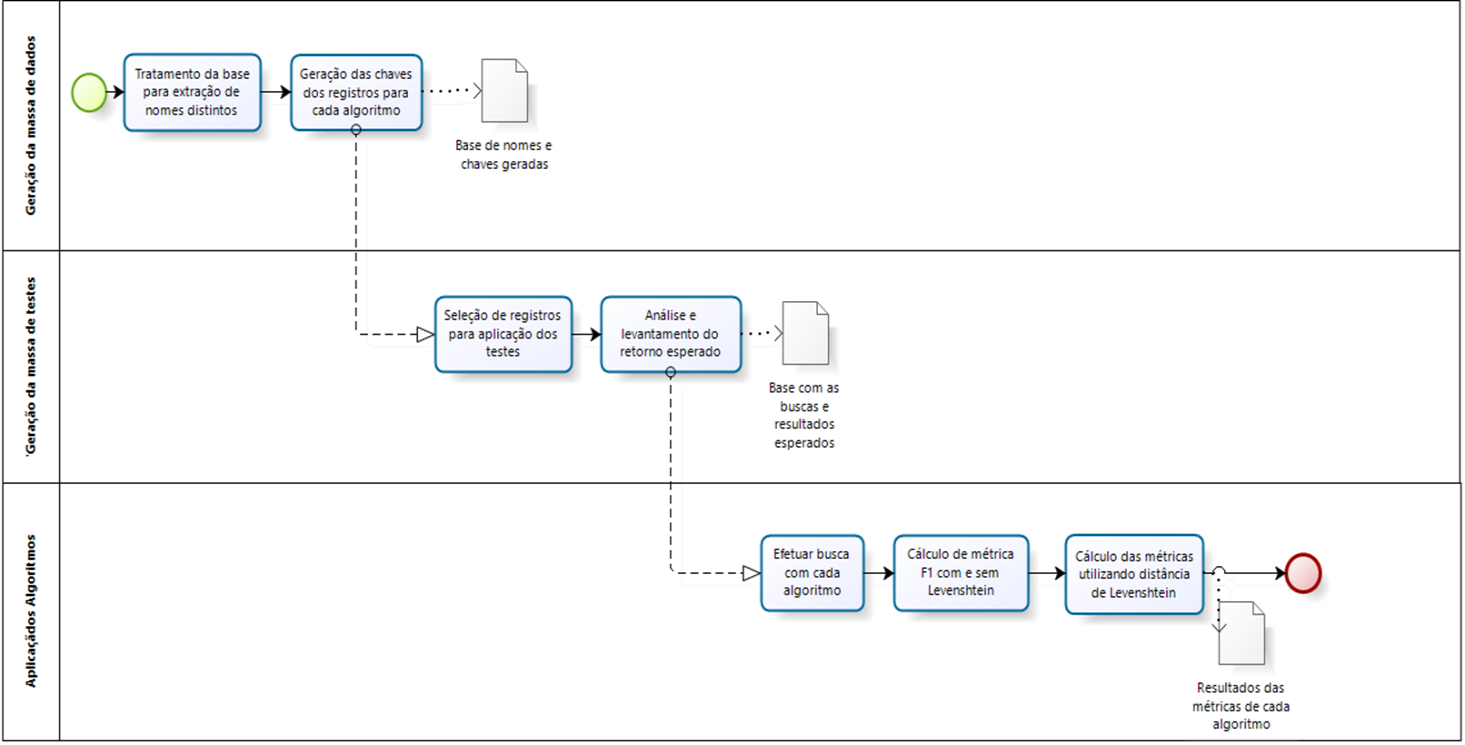 Geração da massa de dados
Tratamento da base
para extração de
nomes distintos
Geração das chaves
dos registros para
cada algoritmo
Base de nomes e
chaves geradas
'Geração da massa de testes
Seleção de registros
para aplicação dos
testes
Análise e
levantamento do
retorno esperado
Base com as
buscas e
resultados
esperados
Aplicaçãdos Algoritmos
Efetuar busca
com cada
algoritmo
Cálculo de métrica
F1 com e sem
Levenshtein
Cálculo das métricas
utilizando distância
de Levenshtein
Resultados das
métricas de cada
algoritmo